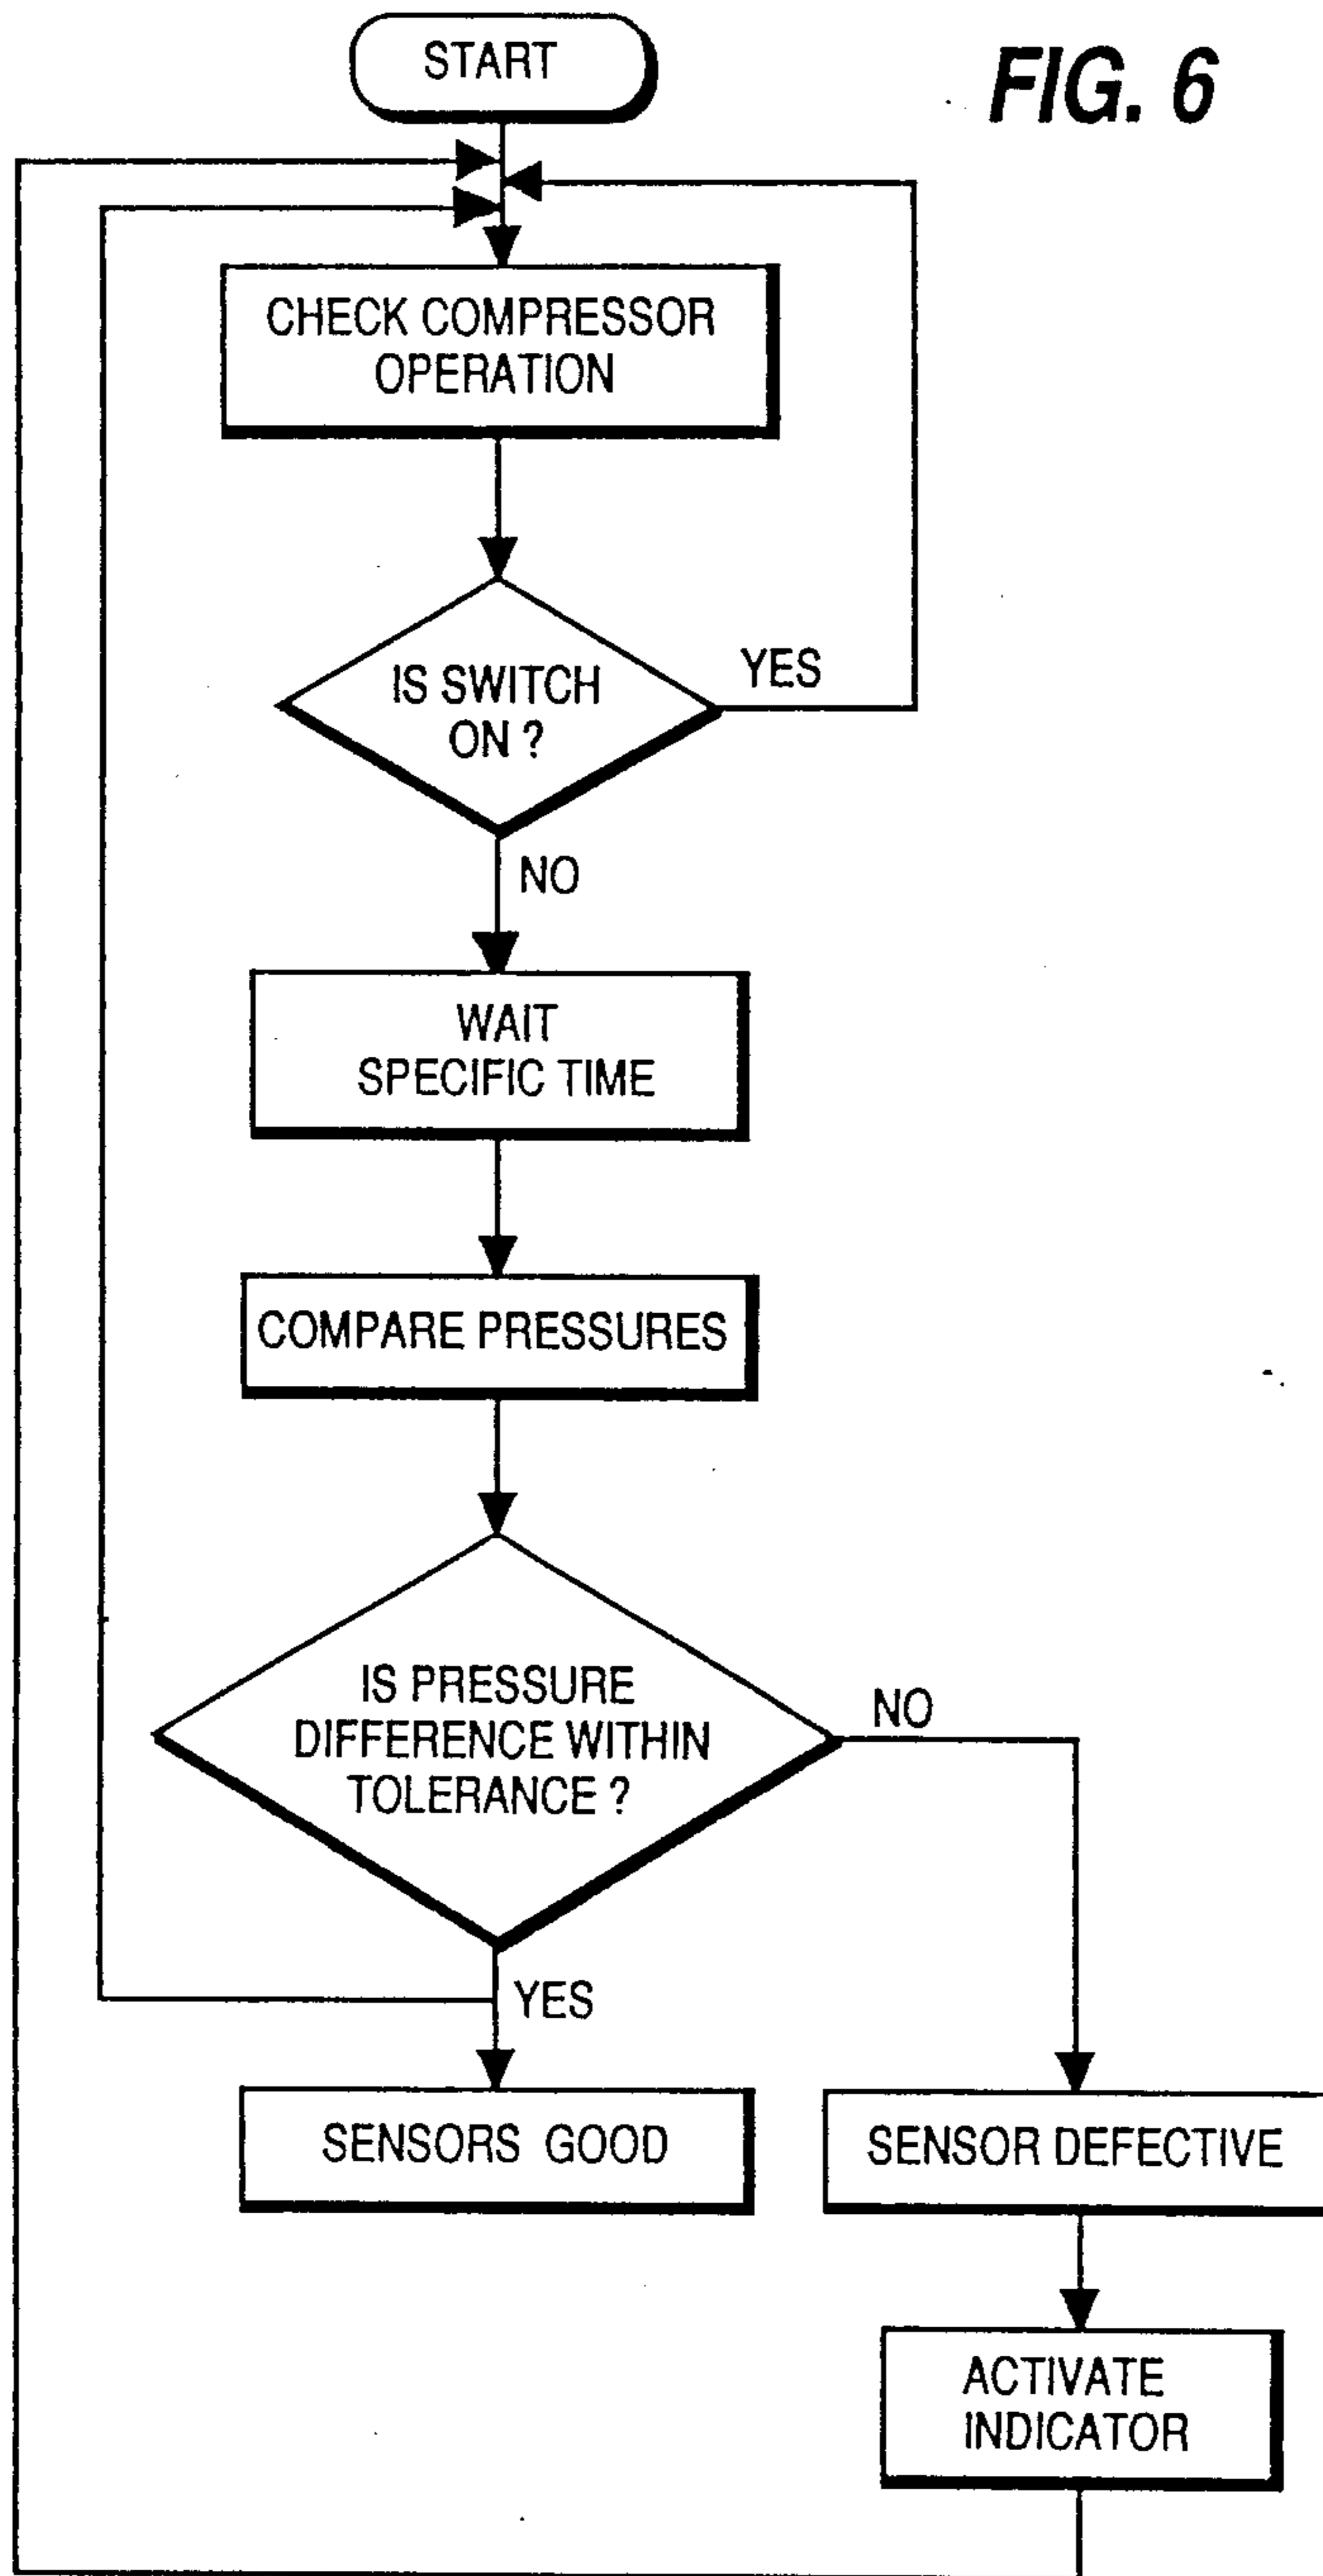 START
FIG. 6
CHECK COMPRESSOR
OPERATION
IS SWITCH
ON ?
YES
NO
WAIT
SPECIFIC TIME
COMPARE PRESSURES
IS PRESSURE
DIFFERENCE WITHIN
TOLERANCE ?
NO
YES
SENSORS GOOD
SENSOR DEFECTIVE
ACTIVATE
INDICATOR